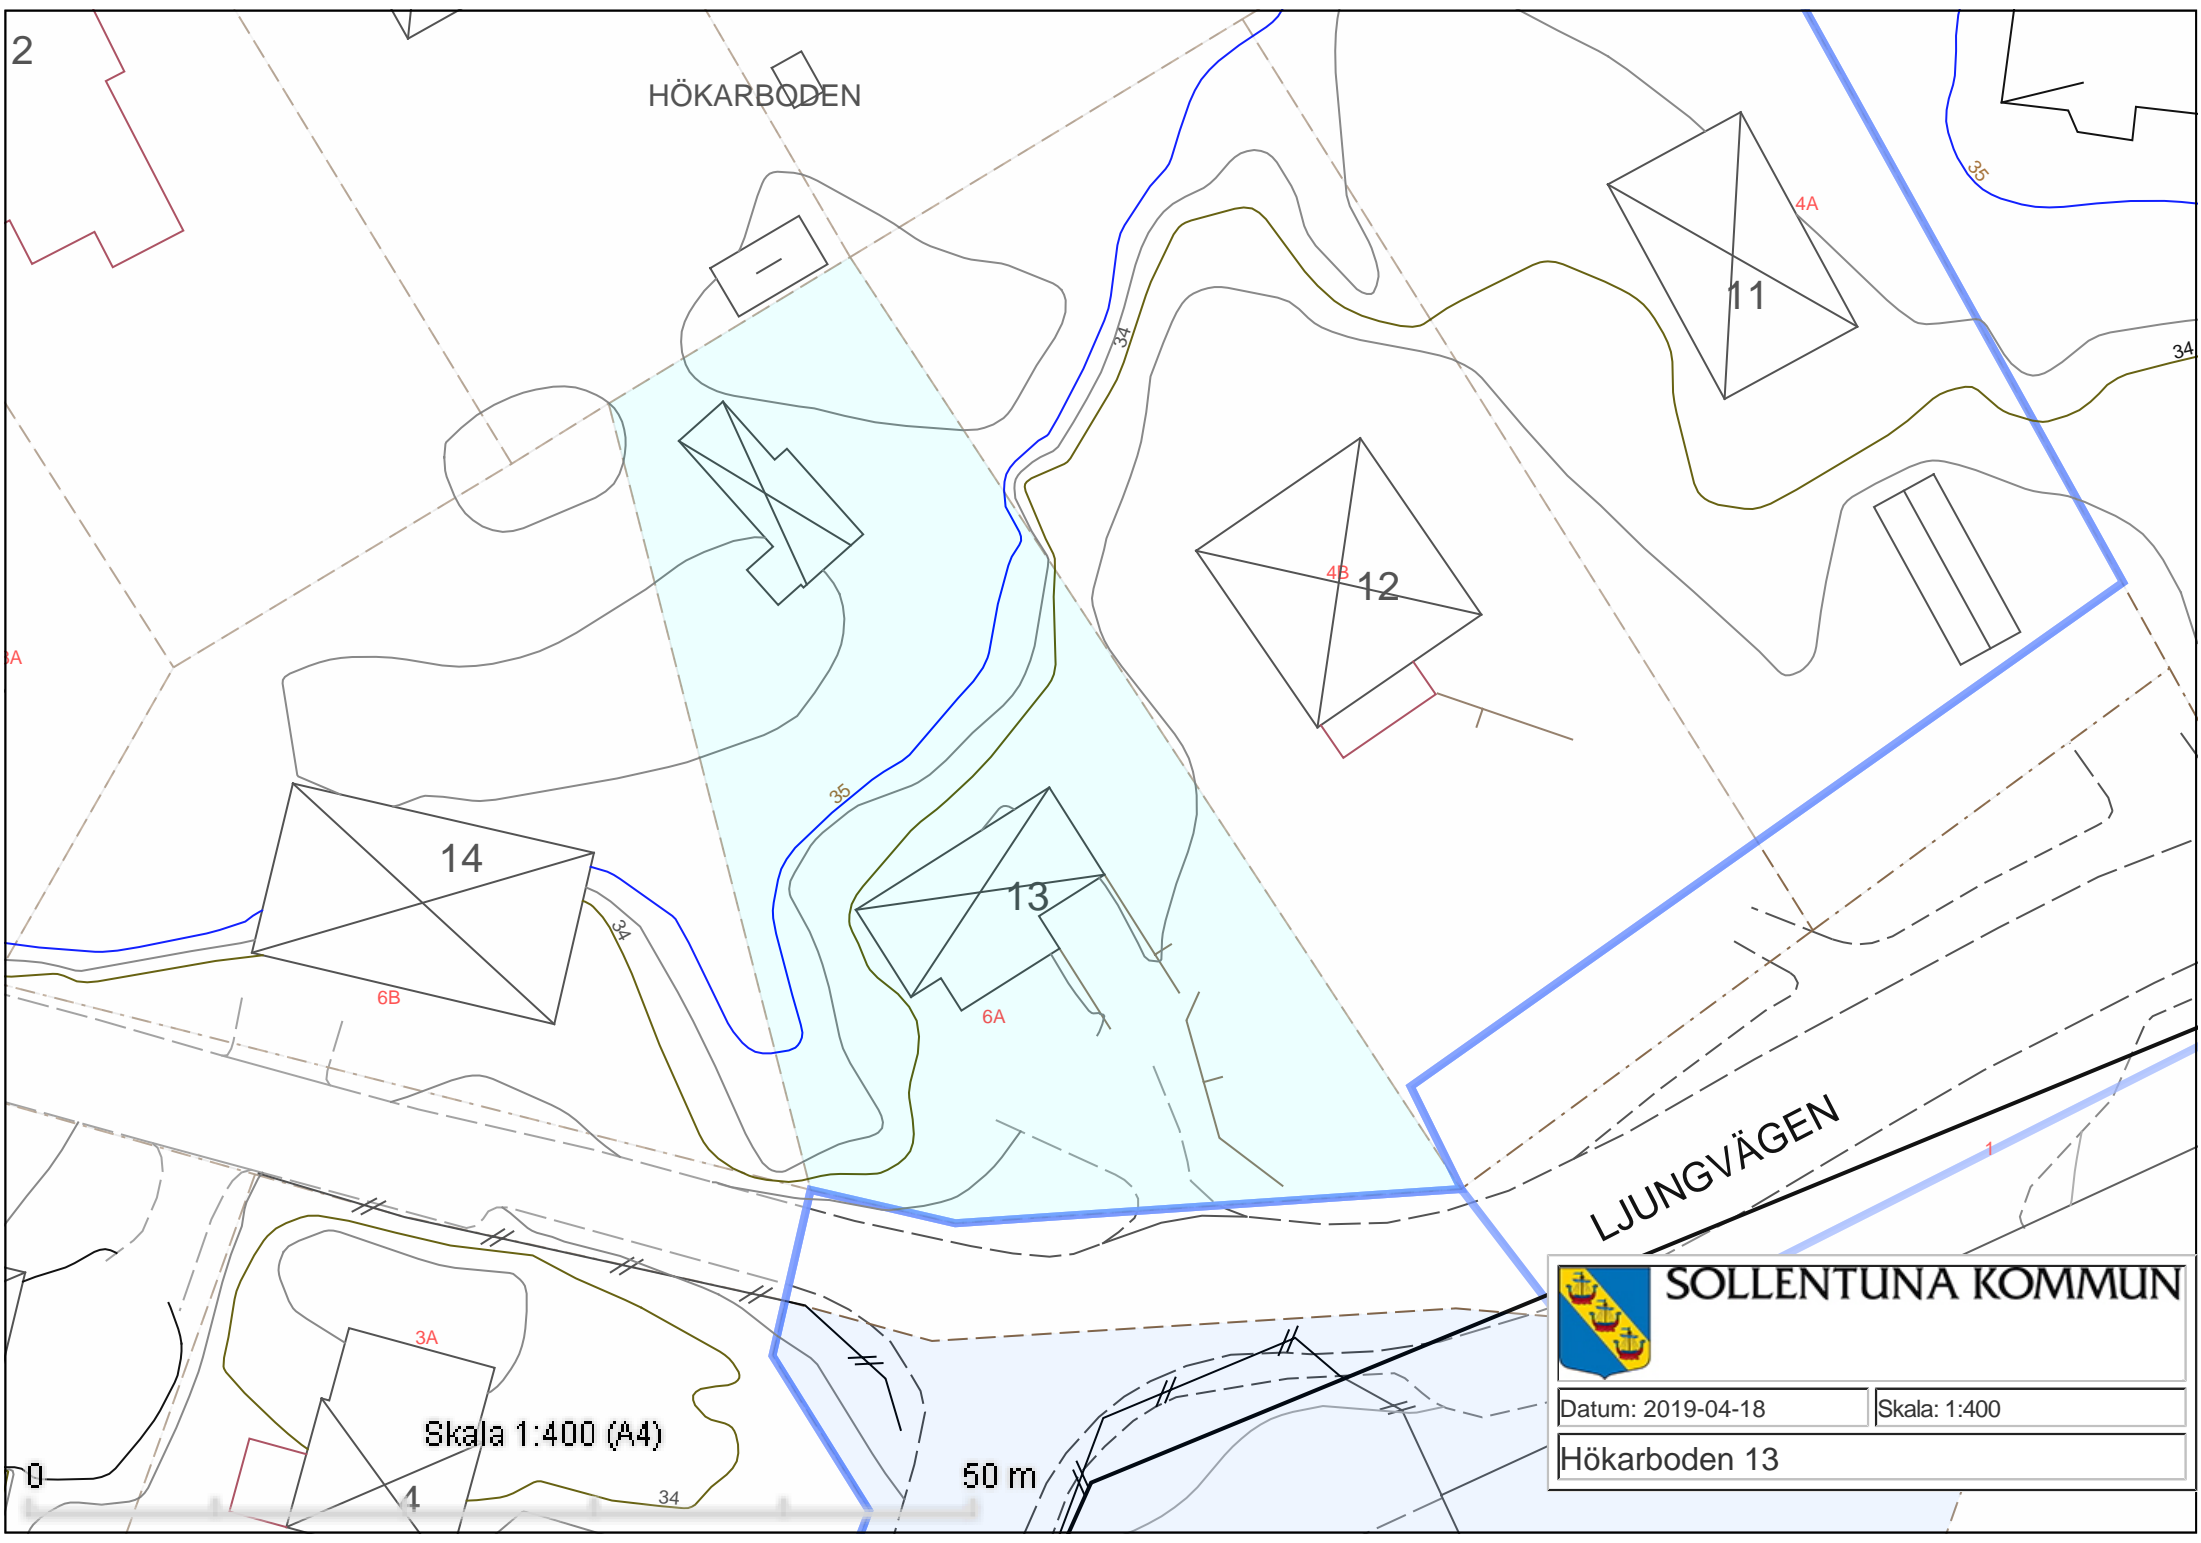 2
HÖKARBODEN
35
4A
11
34
34
12
4B
3A
35
14
13
34
6B
6A
LJUNGVÄGEN
1
SOLLENTUNA KOMMUN
3A
Datum: 2019-04-18
Skala: 1:400
Skala 1:400 (A4)
Hökarboden 13
0
50 m
34
4